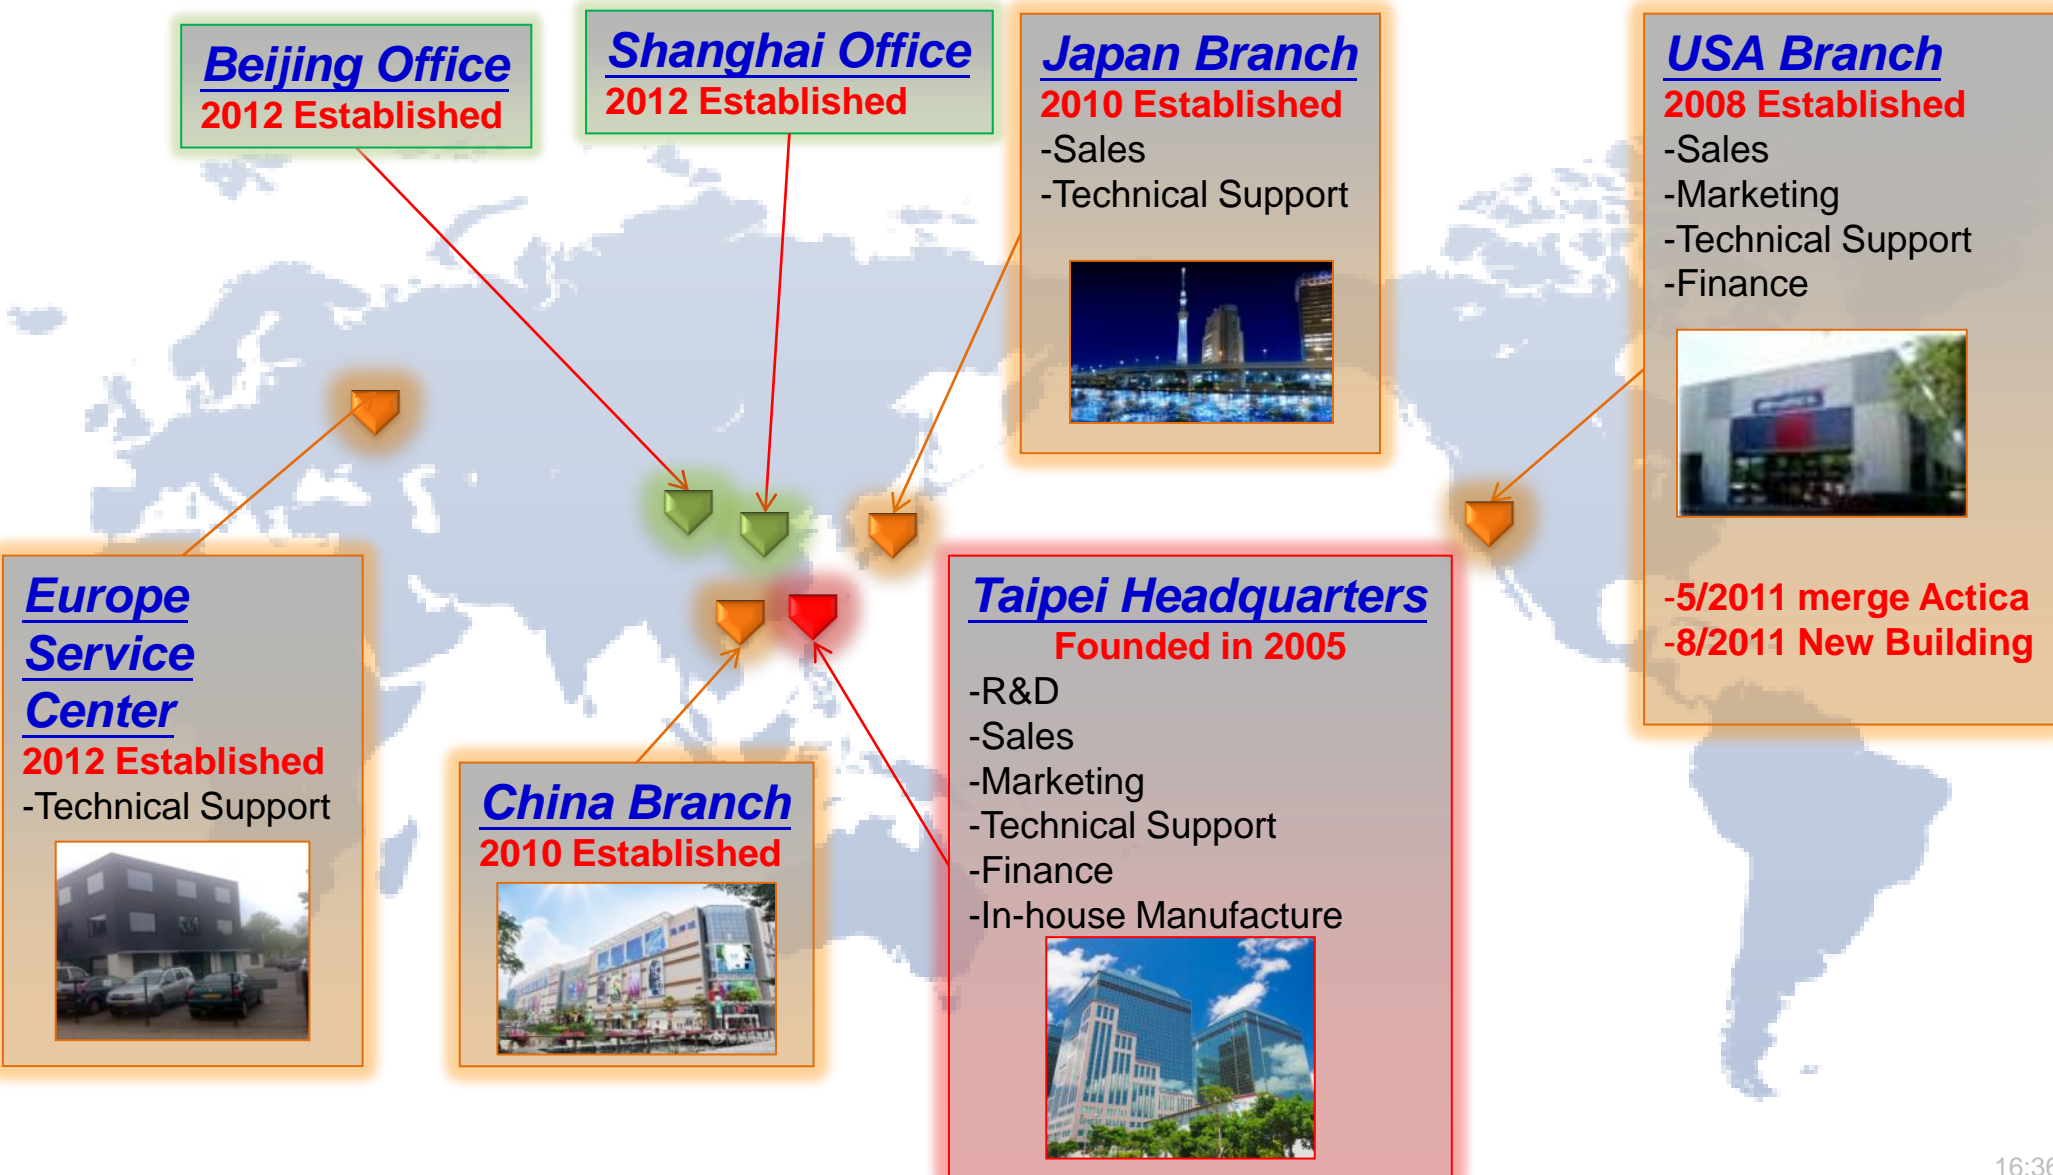 Beijing Office
2012 Established
Shanghai Office
2012 Established
Japan Branch
2010 Established
-Sales
-Technical Support
USA Branch
2008 Established
-Sales
-Marketing
-Technical Support
-Finance
-5/2011 merge Actica
-8/2011 New Building
Europe
Service
Center
2012 Established
-Technical Support
China Branch
2010 Established
Taipei Headquarters
Founded in 2005
-R&D
-Sales
-Marketing
-Technical Support
-Finance
-In-house Manufacture
16:36